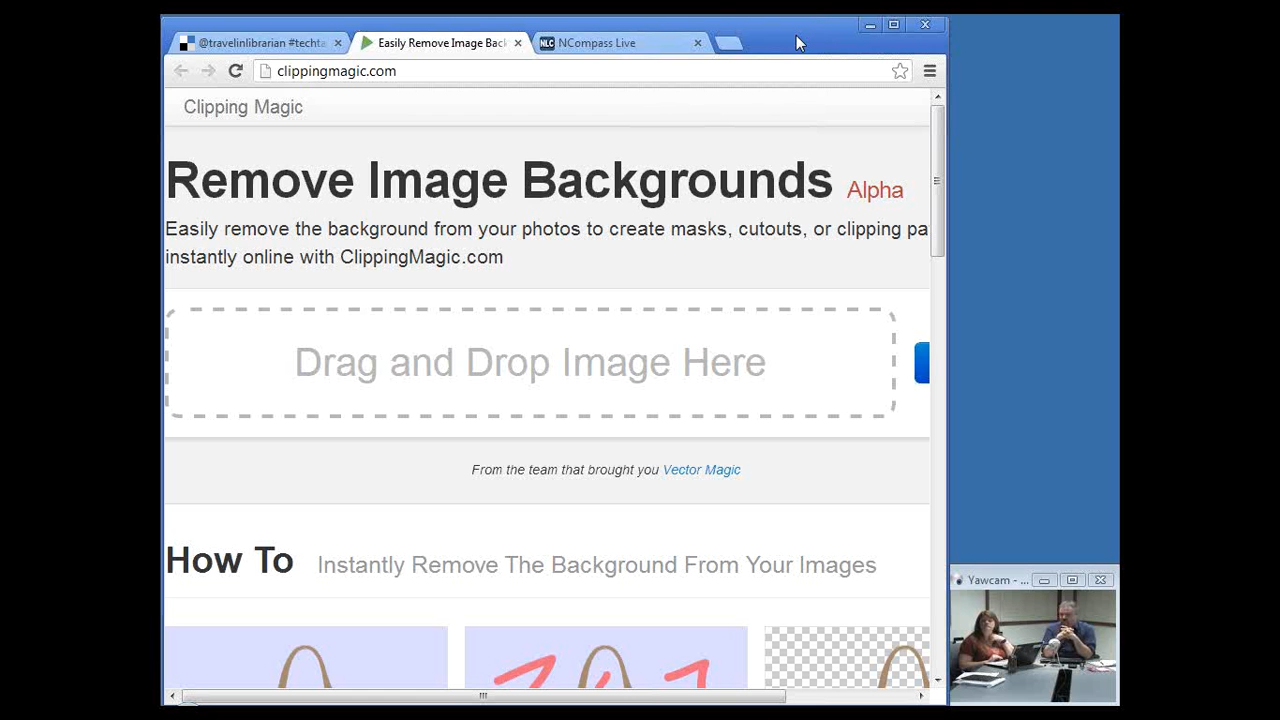 @travelinlibrarian #techta
Easily Remove Image Back
NLC NCompass Live
clippingmagic.com
Clipping Magic
Remove Image Backgrounds Alpha
Easily remove the background from your photos to create masks, cutouts, or clipping pa
instantly online with ClippingMagic.com
Drag and Drop Image Here
From the team that brought you Vector Magic
How To Instantly Remove The Background From Your Images
Yawcam - ...